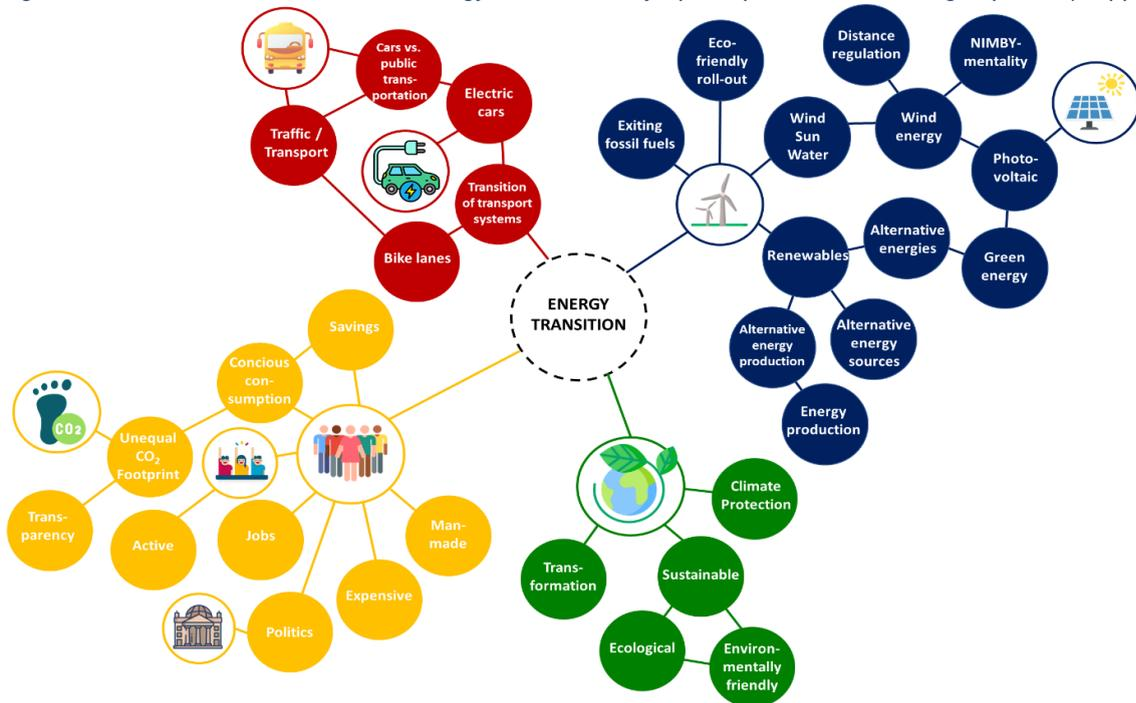 Cars vs.
public
trans-
portation
Electric
cars
Traffic /
Transport
Transition
of transport
systems
Bike lanes
Eco-
friendly
roll-out
Distance
regulation
NIMBY-
mentality
Exiting
fossil fuels
Wind
Sun
Water
Wind
energy
Photo-
voltaic
Renewables
Alternative
energies
Green
energy
Alternative
energy
production
Alternative
energy
sources
Energy
production
ENERGY
TRANSITION
Savings
Concious
con-
sumption
CO2
Unequal
CO₂
Footprint
Trans-
parency
Active
Jobs
Man-
made
Expensive
Politics
Climate
Protection
Trans-
formation
Sustainable
Ecological
Environ-
mentally
friendly